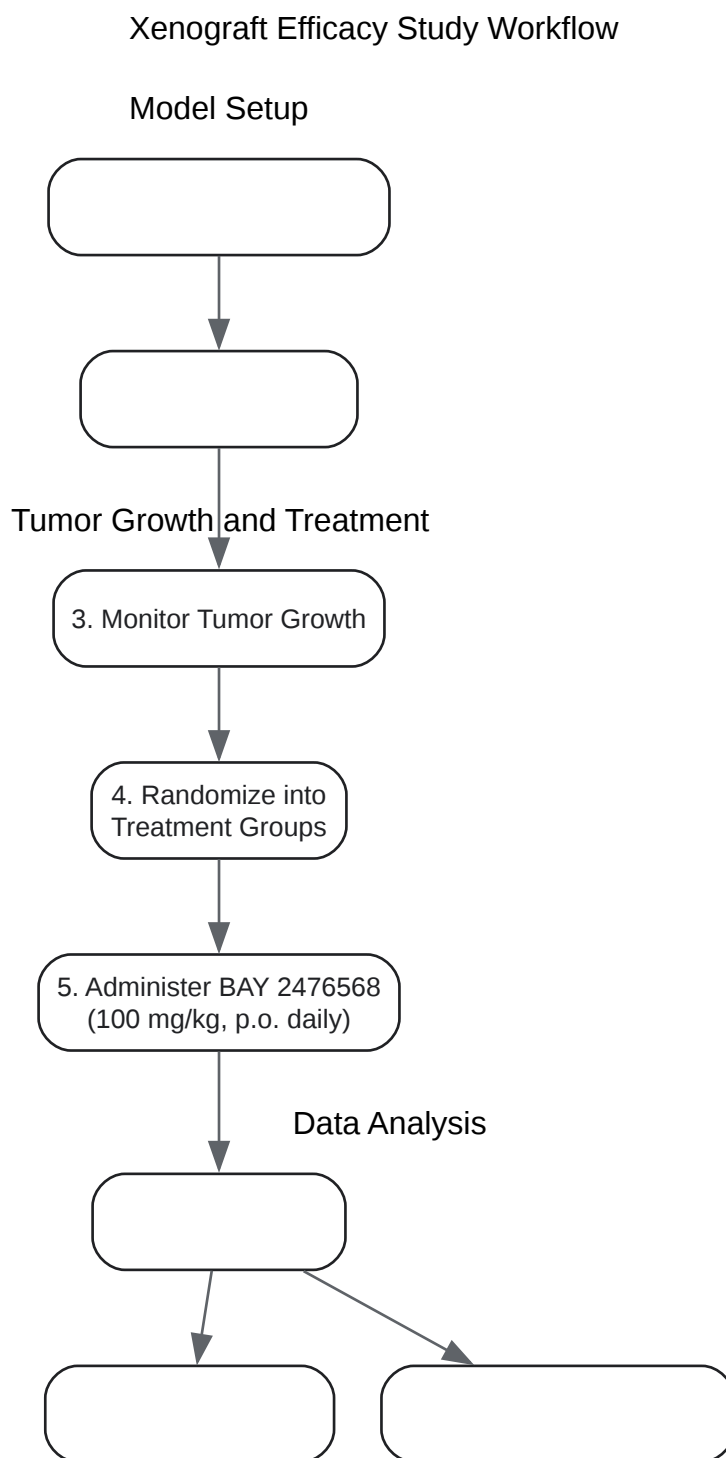 Xenograft Efficacy Study Workflow
Model Setup
Tumor Growth and Treatment
3. Monitor Tumor Growth
4. Randomize into
Treatment Groups
5. Administer BAY 2476568
(100 mg/kg, p.o. daily)
Data Analysis